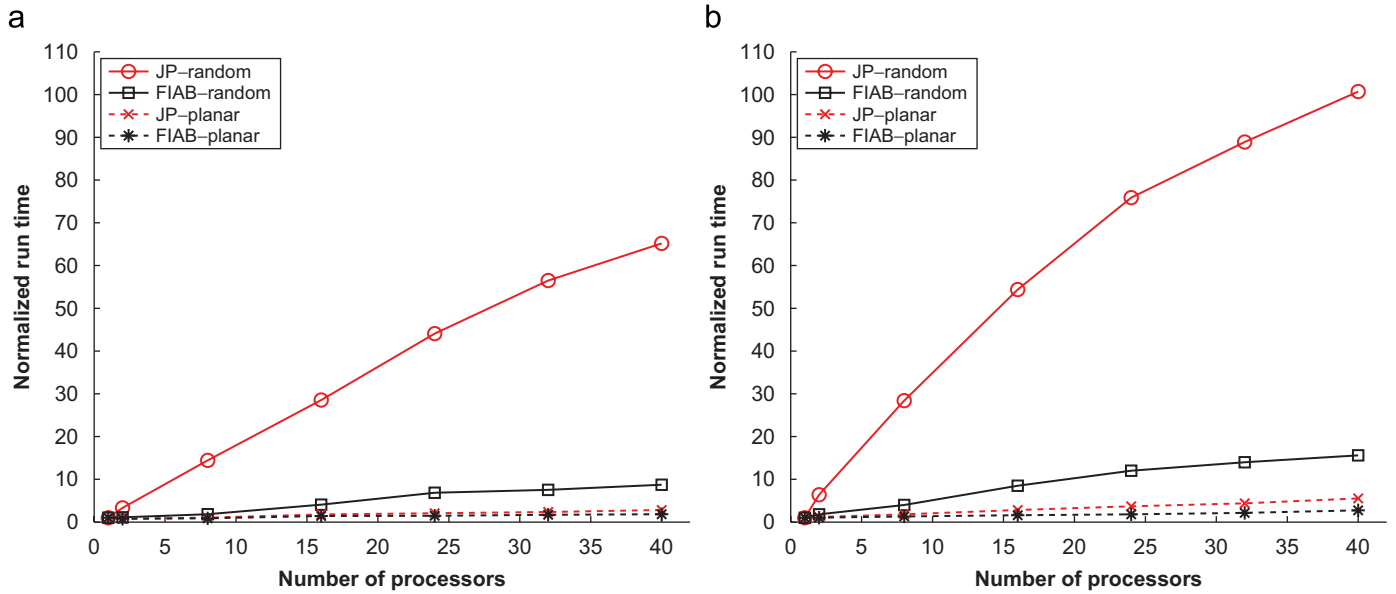 a
110
100
90
80
70
60
50
40
30
20
10
0
Normalized run time
JP–random
FIAB–random
JP–planar
FIAB–planar
0 5 10 15 20 25 30 35 40
Number of processors
b
110
100
90
80
70
60
50
40
30
20
10
0
Normalized run time
JP–random
FIAB–random
JP–planar
FIAB–planar
0 5 10 15 20 25 30 35 40
Number of processors